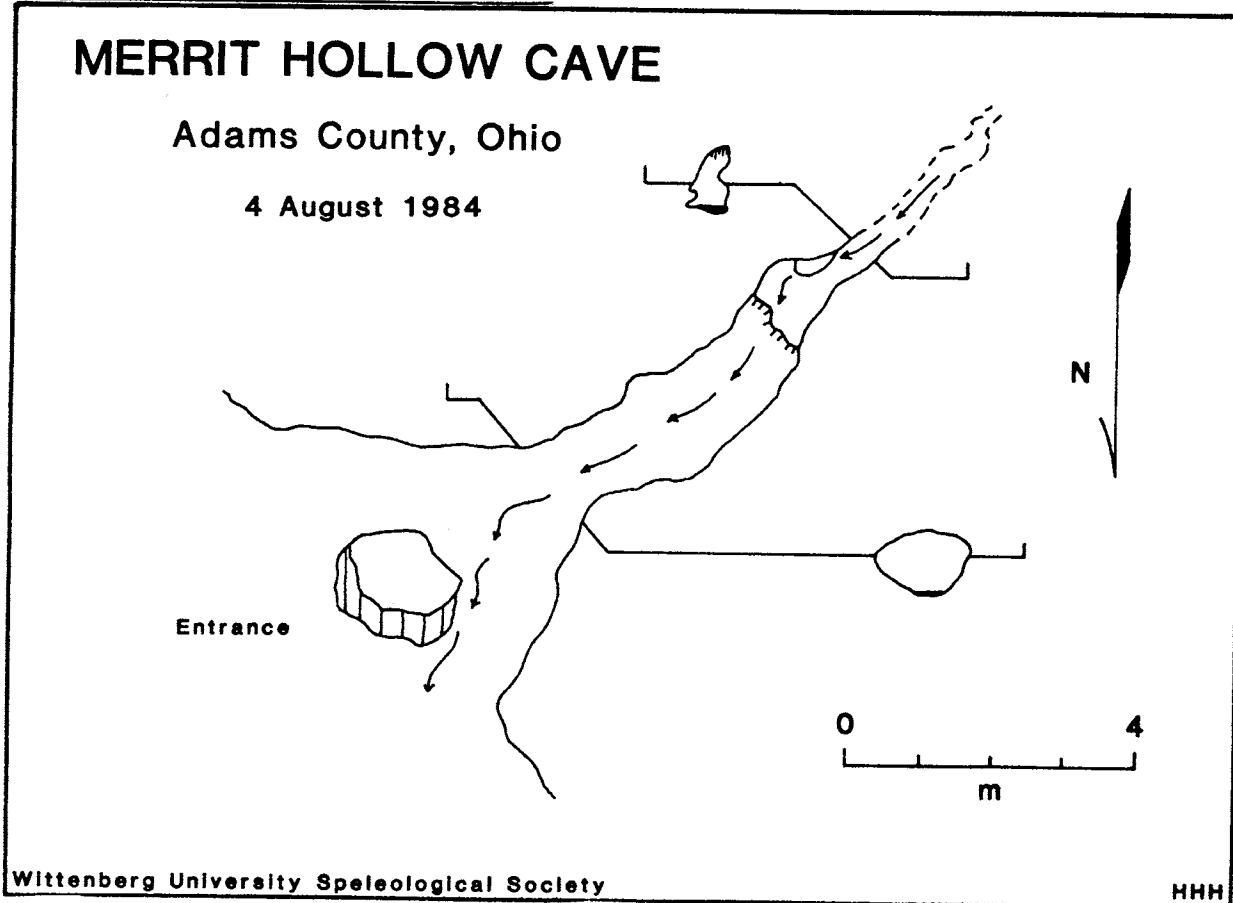 MERRIT HOLLOW CAVE
Adams County, Ohio
4 August 1984
N
Entrance
0 4
m
Wittenberg University Speleological Society
HHH